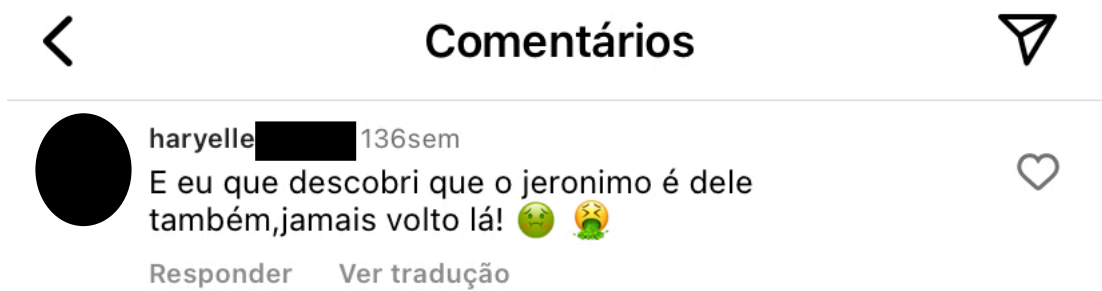 Comentários
haryelle 136sem
E eu que descobri que o jeronimo é dele
também,jamais volto lá! 🤢 🤮
Responder Ver tradução